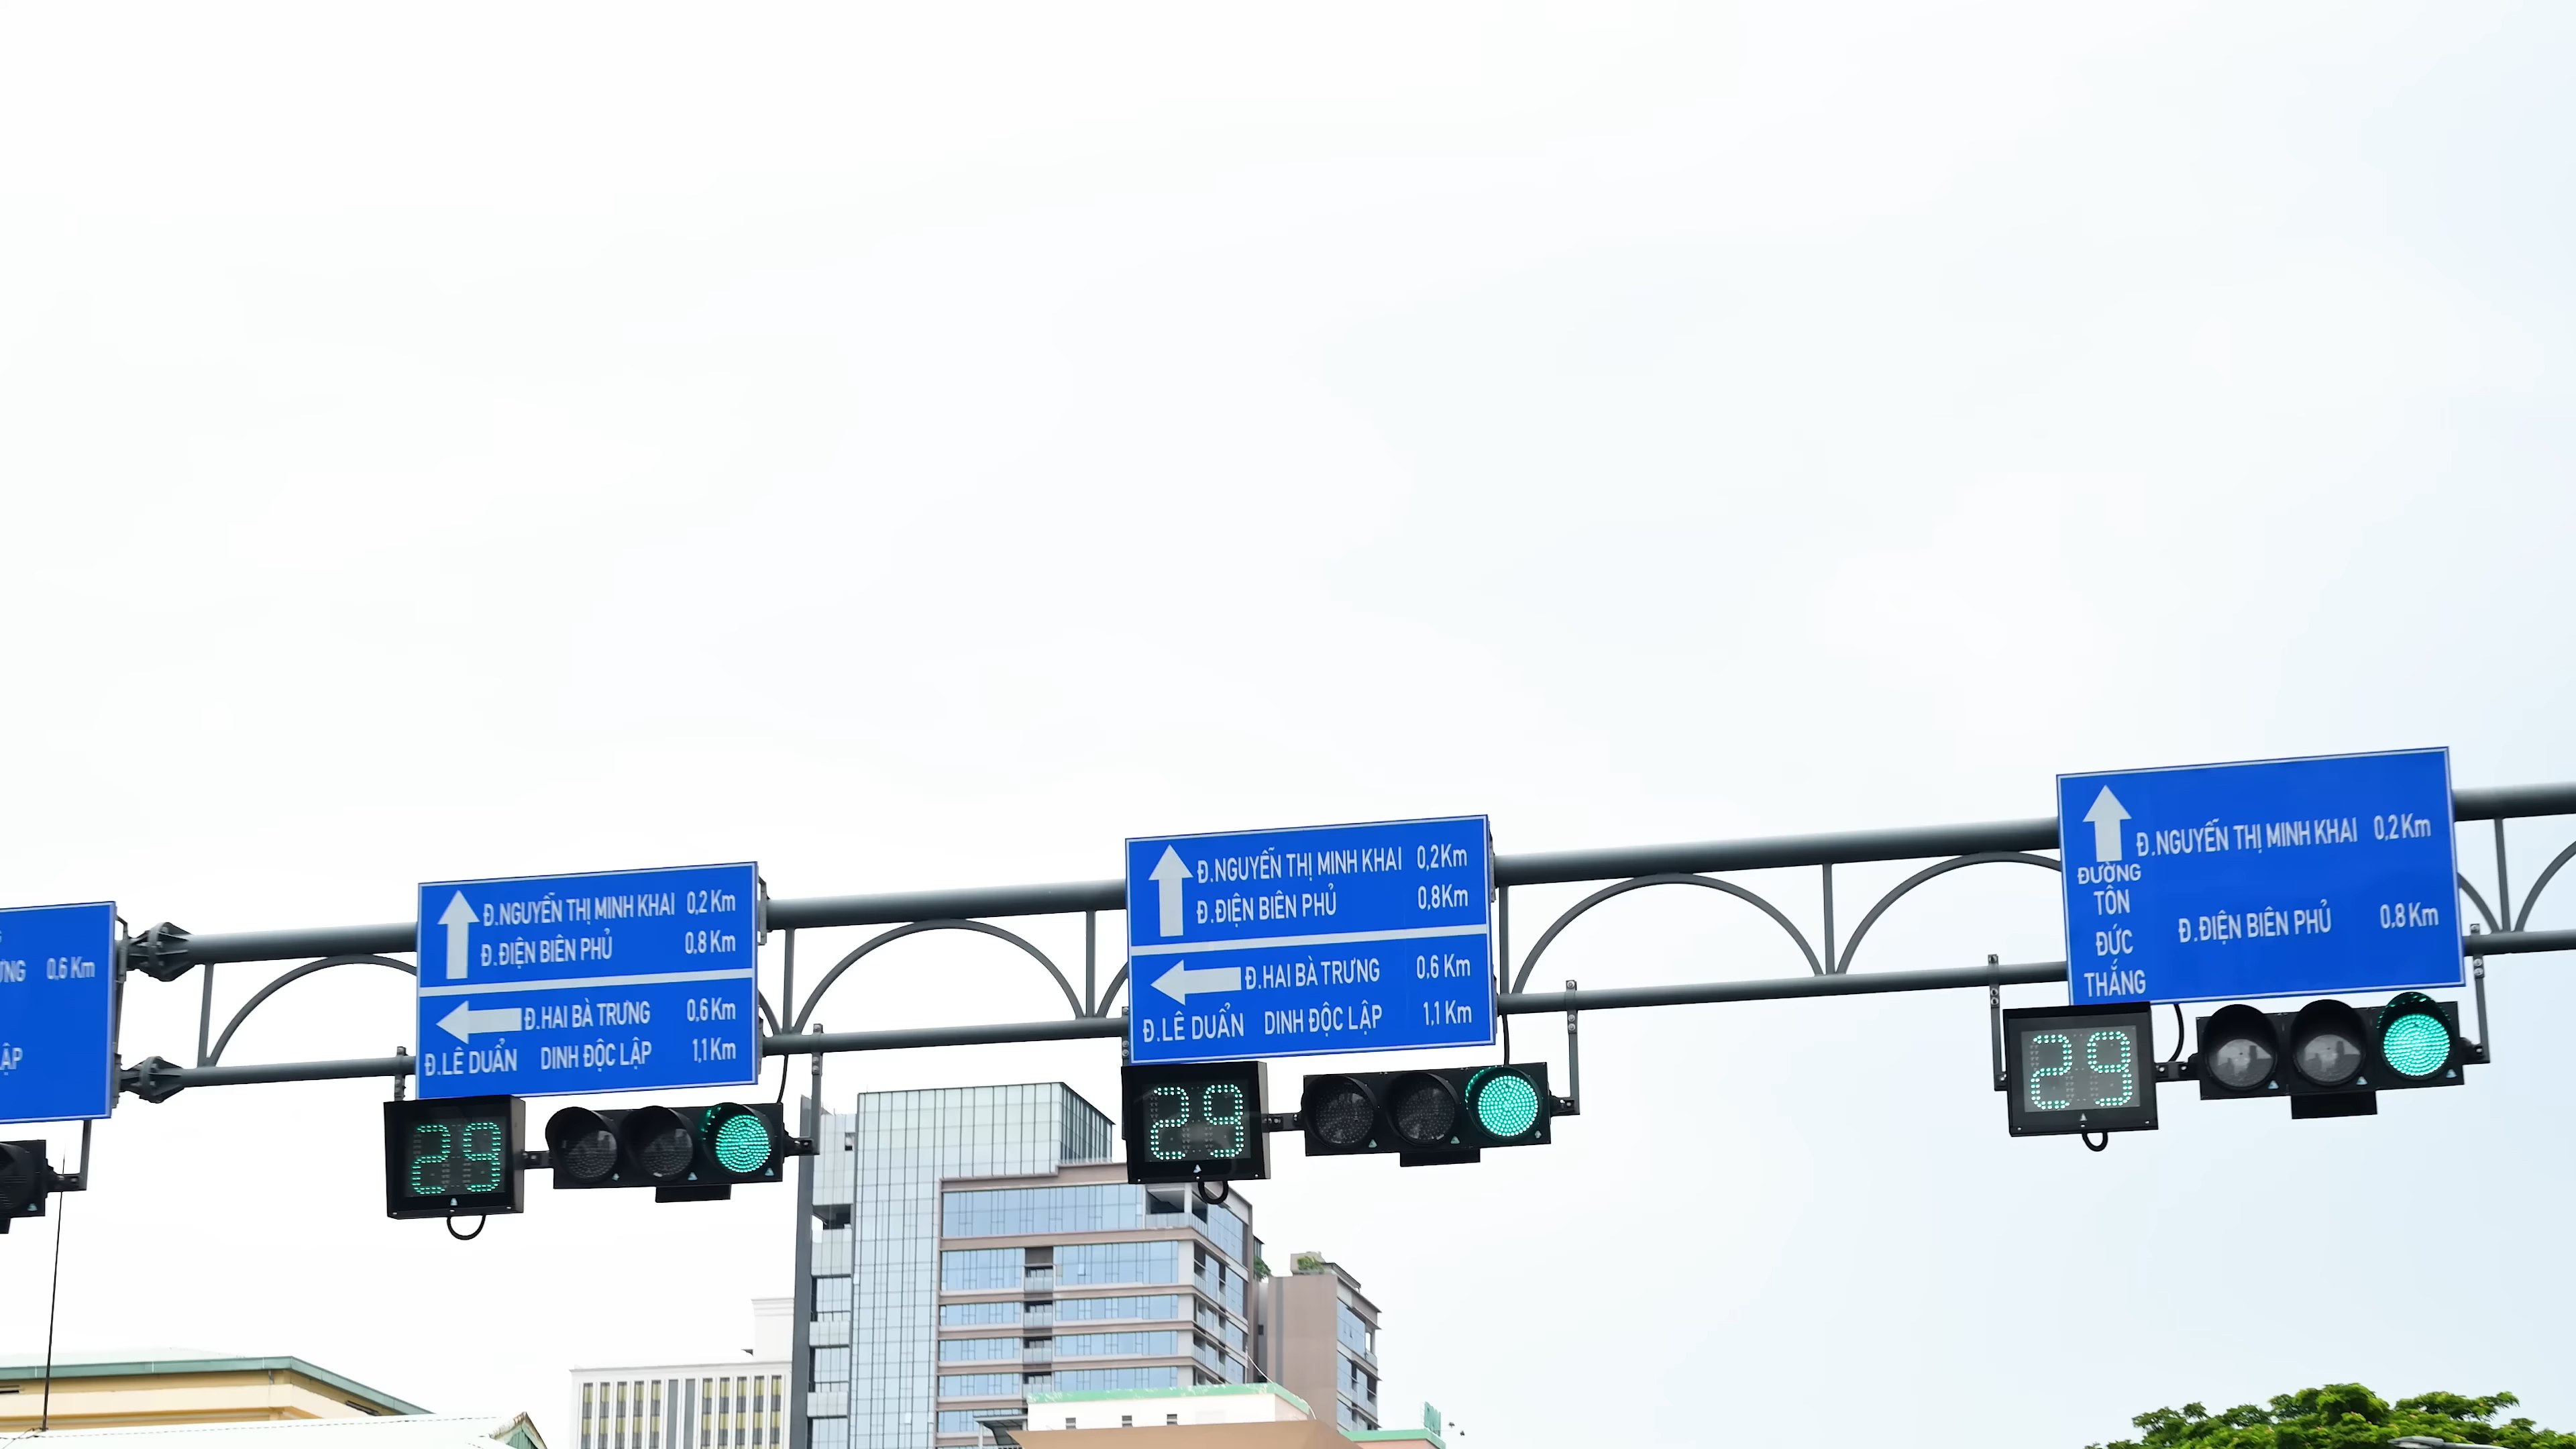 0,6 Km
Đ.NGUYỄN THỊ MINH KHAI 0,2 Km
Đ.ĐIỆN BIÊN PHỦ 0,8 Km
Đ.HAI BÀ TRƯNG 0,6 Km
Đ.LÊ DUẨN DINH ĐỘC LẬP 1,1 Km
29
Đ.NGUYỄN THỊ MINH KHAI 0,2Km
Đ.ĐIỆN BIÊN PHỦ 0,8Km
Đ.HAI BÀ TRƯNG 0,6 Km
Đ.LÊ DUẨN DINH ĐỘC LẬP 1,1 Km
29
Đ.NGUYỄN THỊ MINH KHAI 0,2Km
ĐƯỜNG
TÔN
ĐỨC
THẮNG
Đ.ĐIỆN BIÊN PHỦ 0.8 Km
29